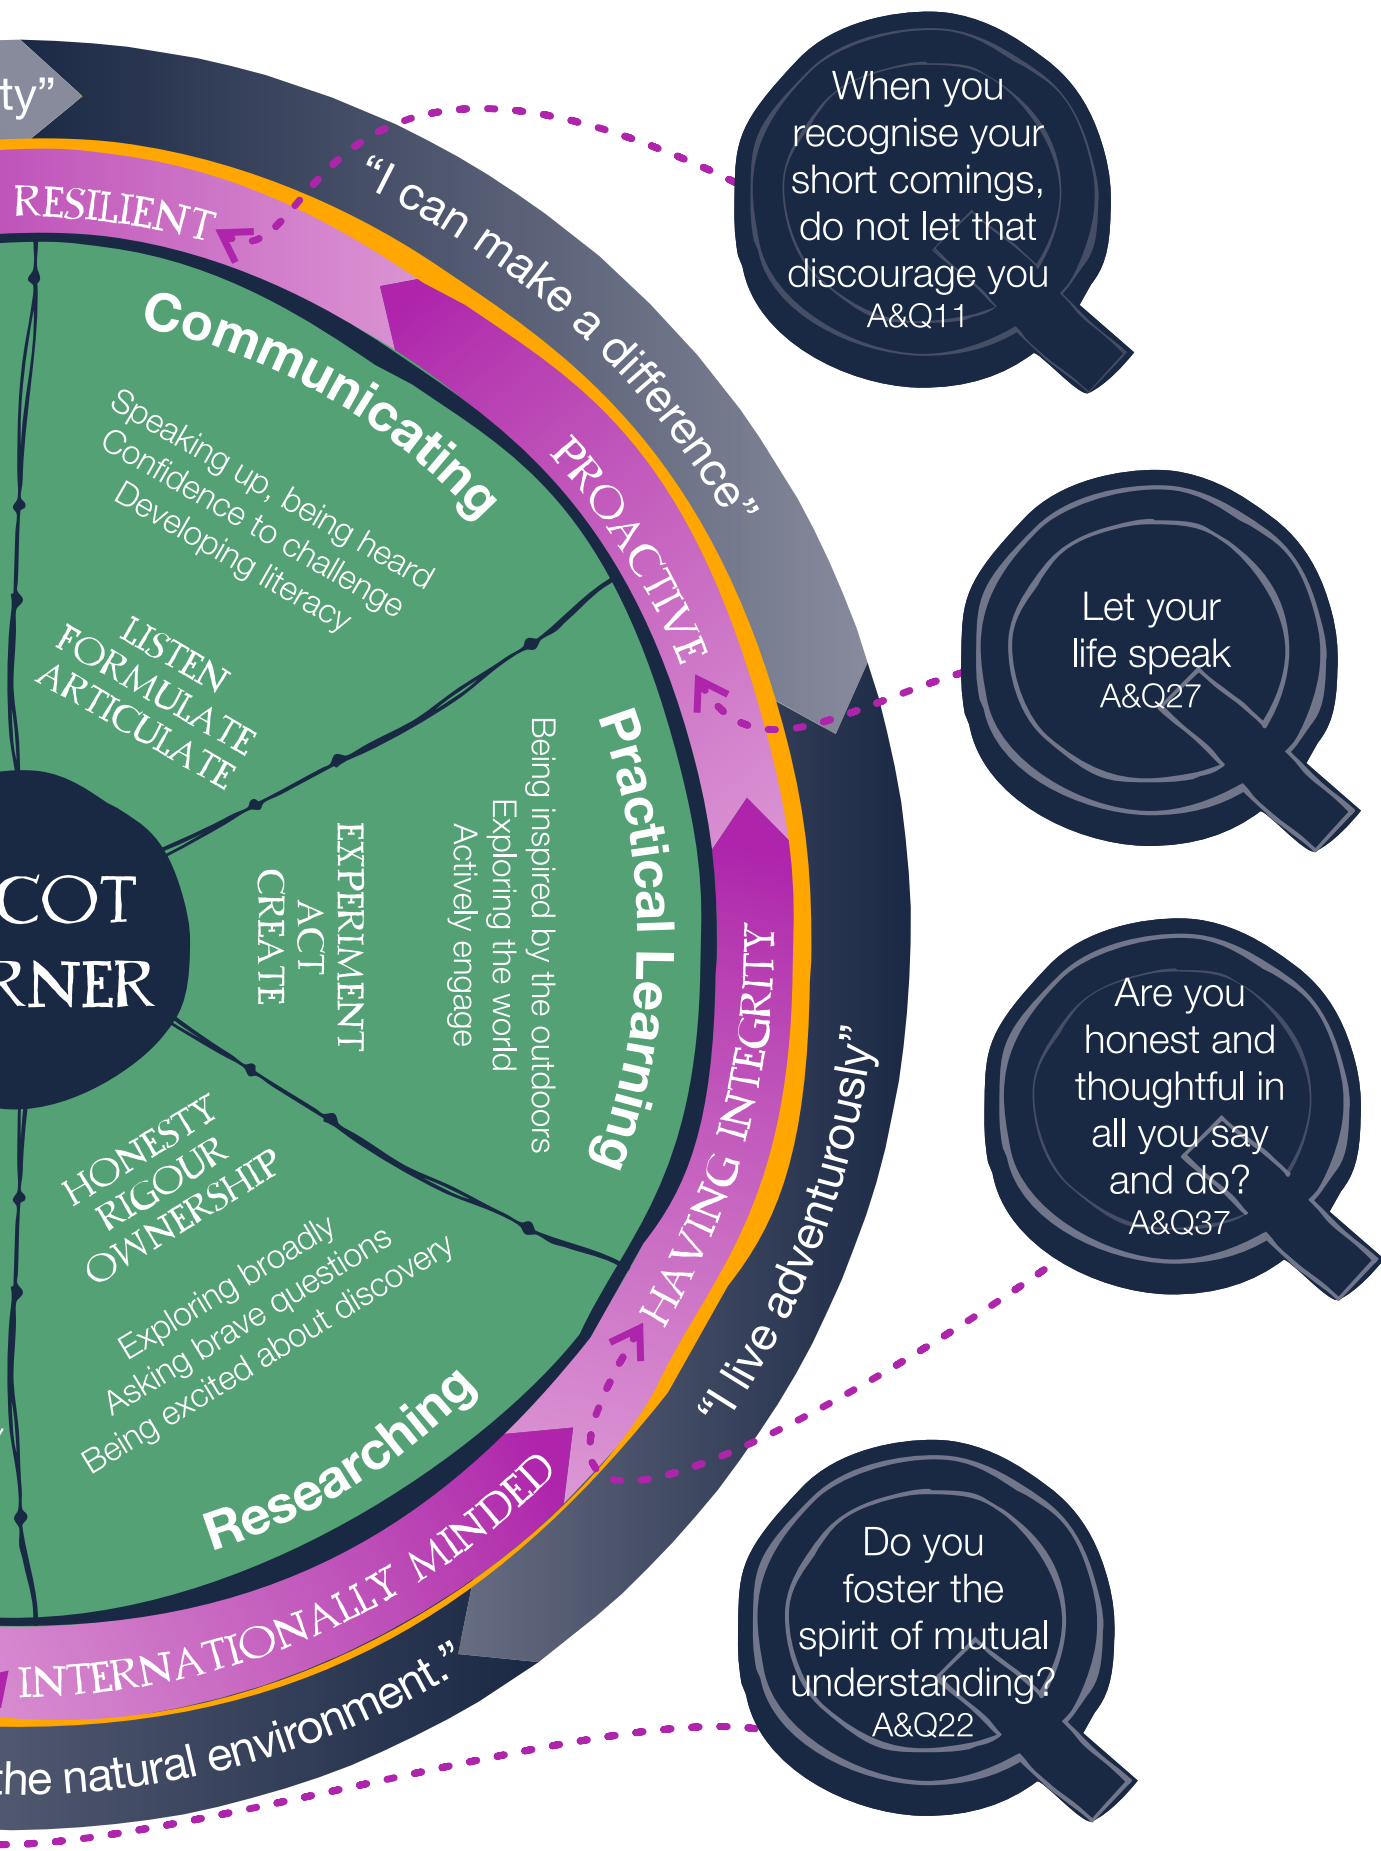 ty”
“I can make a difference”
“I live adventurously”
the natural environment.”
RESILIENT
PROACTIVE
HAVING INTEGRITY
INTERNATIONALLY MINDED
Communicating
Speaking up, being heard
Confidence to challenge
Developing literacy
LISTEN
FORMULATE
ARTICULATE
Practical Learning
Being inspired by the outdoors
Exploring the world
Actively engage
EXPERIMENT
ACT
CREATE
COT
RNER
HONESTY
RIGOUR
OWNERSHIP
Exploring broadly
Asking brave questions
Being excited about discovery
Researching
When you
recognise your
short comings,
do not let that
discourage you
A&Q11
Let your
life speak
A&Q27
Are you
honest and
thoughtful in
all you say
and do?
A&Q37
Do you
foster the
spirit of mutual
understanding?
A&Q22